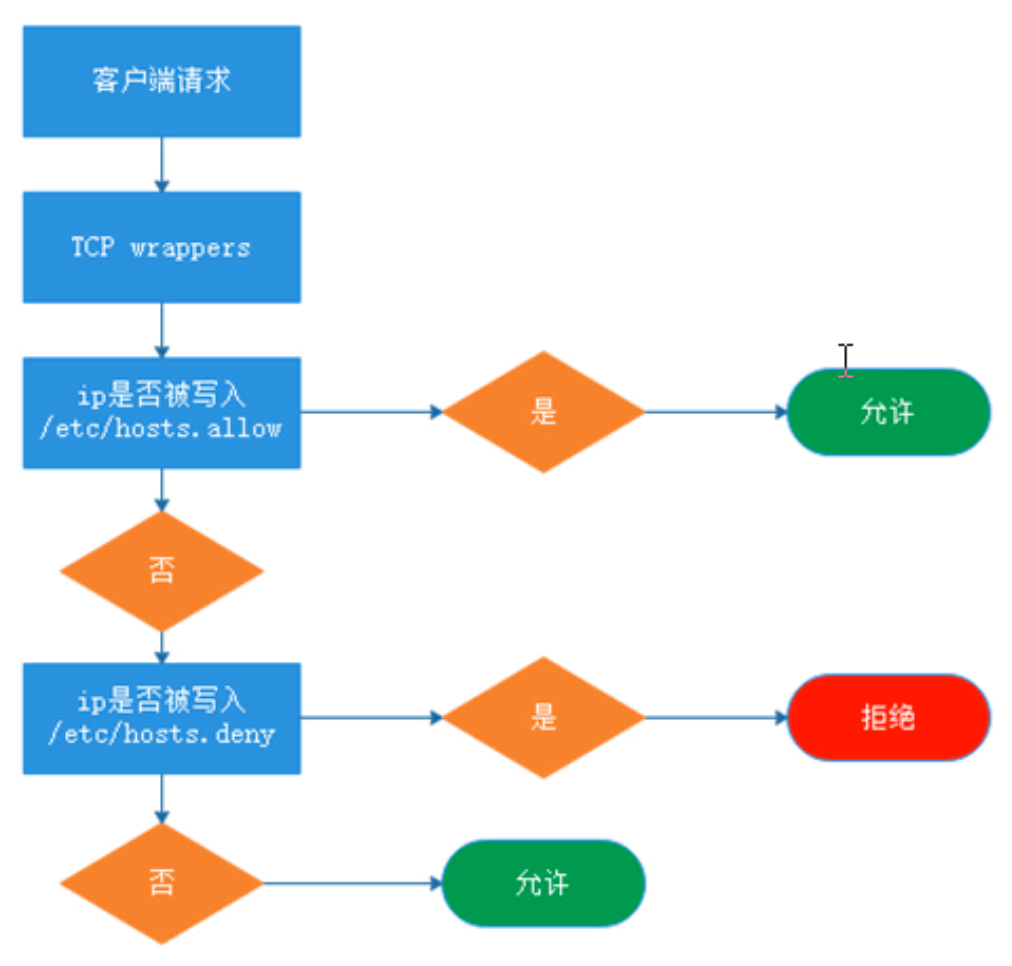 客户端请求
TCP wrappers
ip是否被写入
/etc/hosts.allow
是
允许
否
ip是否被写入
/etc/hosts.deny
是
拒绝
否
允许